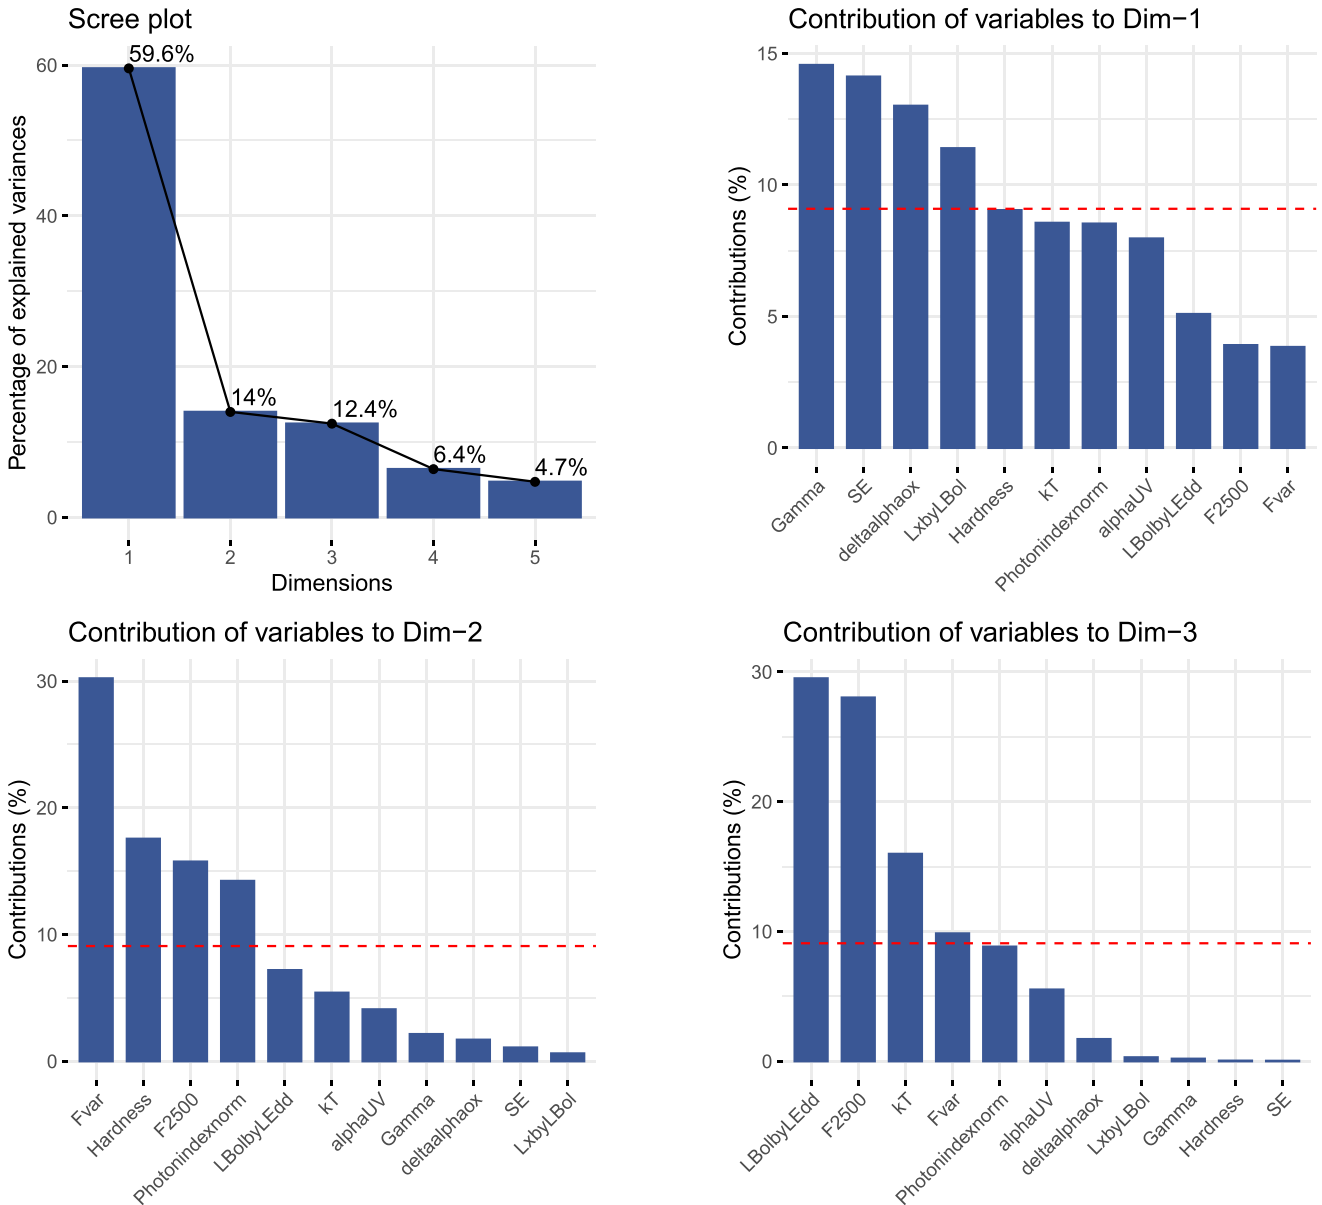 Scree plot
Percentage of explained variances
60
40
20
0
59.6%
14%
12.4%
6.4%
4.7%
1 2 3 4 5
Dimensions
Contribution of variables to Dim−1
Contributions (%)
15
10
5
0
Gamma
SE
deltaalphaox
LxbyLBol
Hardness
kT
Photonindexnorm
alphaUV
LBolbyLEdd
F2500
Fvar
Contribution of variables to Dim−2
Contributions (%)
30
20
10
0
Fvar
Hardness
F2500
Photonindexnorm
LBolbyLEdd
kT
alphaUV
Gamma
deltaalphaox
SE
LxbyLBol
Contribution of variables to Dim−3
Contributions (%)
30
20
10
0
LBolbyLEdd
F2500
kT
Fvar
Photonindexnorm
alphaUV
deltaalphaox
LxbyLBol
Gamma
Hardness
SE